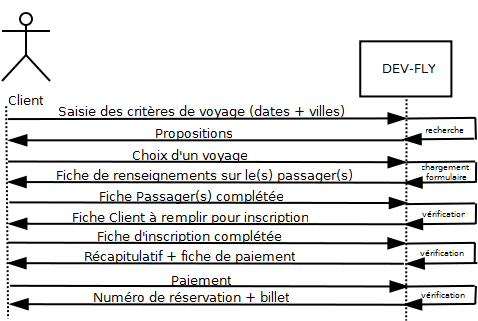 DEV-FLY
Client
Saisie des critères de voyage (dates + villes)
recherche
Propositions
Choix d'un voyage
chargement
formulaire
Fiche de renseignements sur le(s) passager(s)
Fiche Passager(s) complétée
vérification
Fiche Client à remplir pour inscription
Fiche d'inscription complétée
vérification
Récapitulatif + fiche de paiement
Paiement
vérification
Numéro de réservation + billet